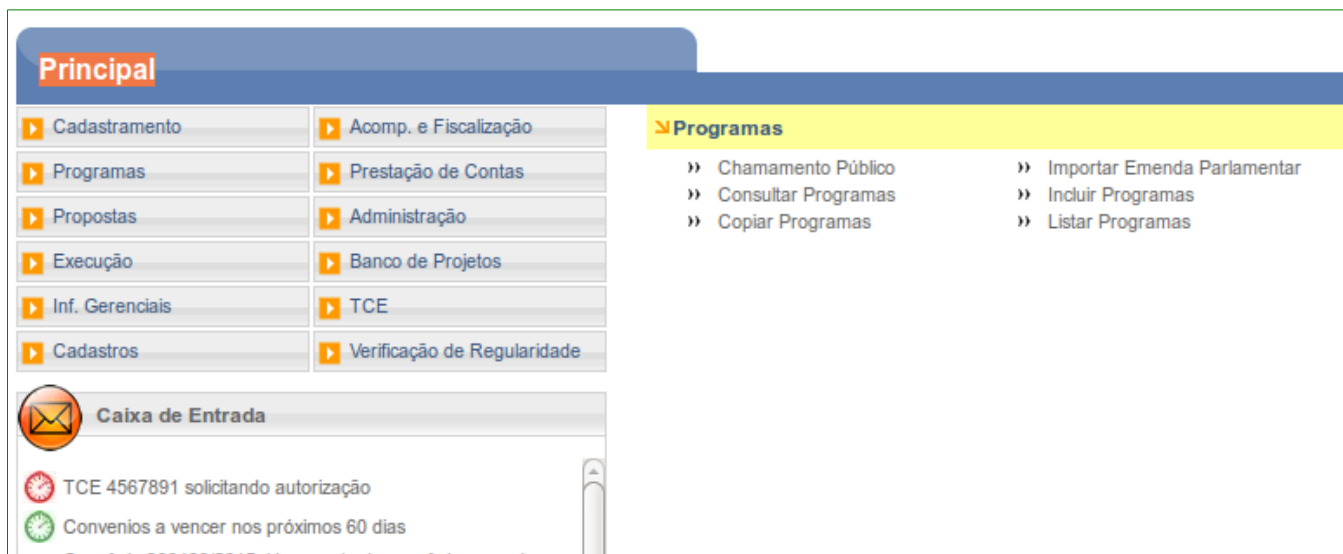 Principal
Cadastramento
Acomp. e Fiscalização
Programas
Prestação de Contas
Propostas
Administração
Execução
Banco de Projetos
Inf. Gerenciais
TCE
Cadastros
Verificação de Regularidade
Programas
Chamamento Público
Importar Emenda Parlamentar
Consultar Programas
Incluir Programas
Copiar Programas
Listar Programas
Caixa de Entrada
TCE 4567891 solicitando autorização
Convenios a vencer nos próximos 60 dias